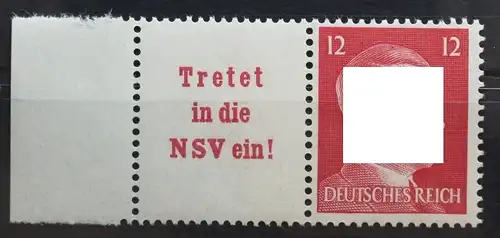 Tretet
in die
NSV ein!
12 12
DEUTSCHES REICH